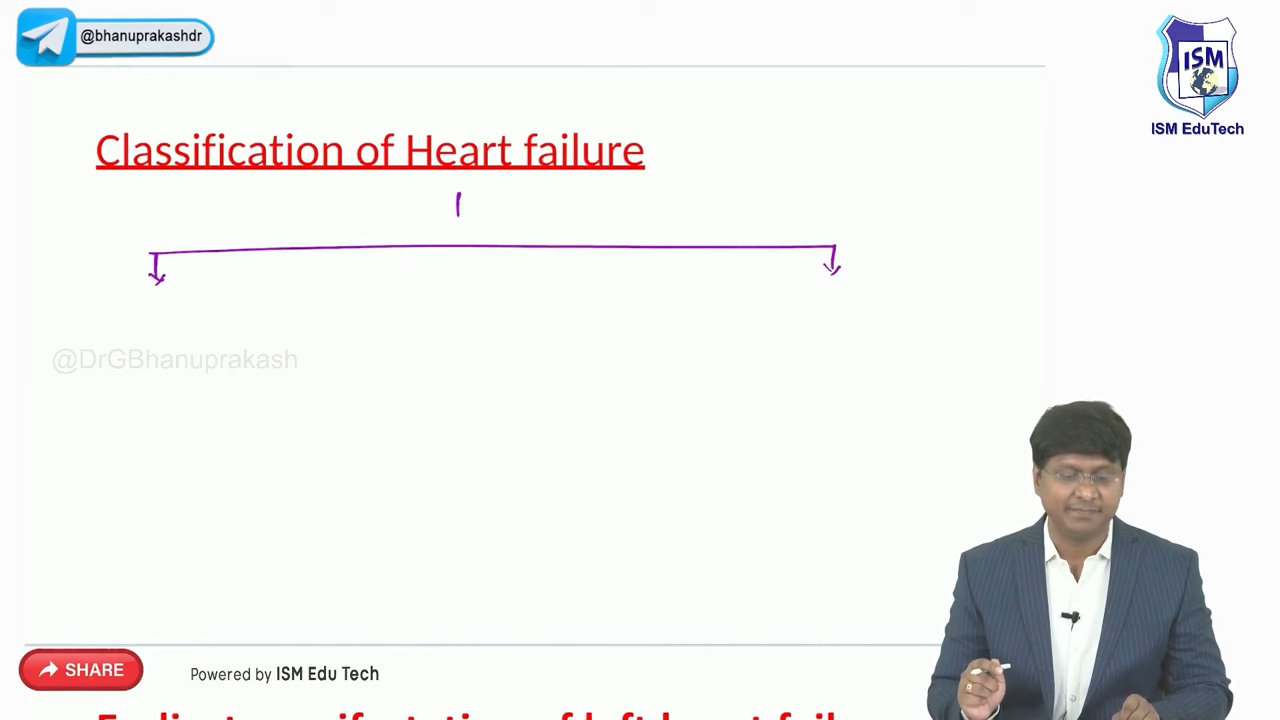 @bhanuprakashdr
ISM
ISM EduTech
Classification of Heart failure
@DrGBhanuprakash
SHARE
Powered by ISM Edu Tech